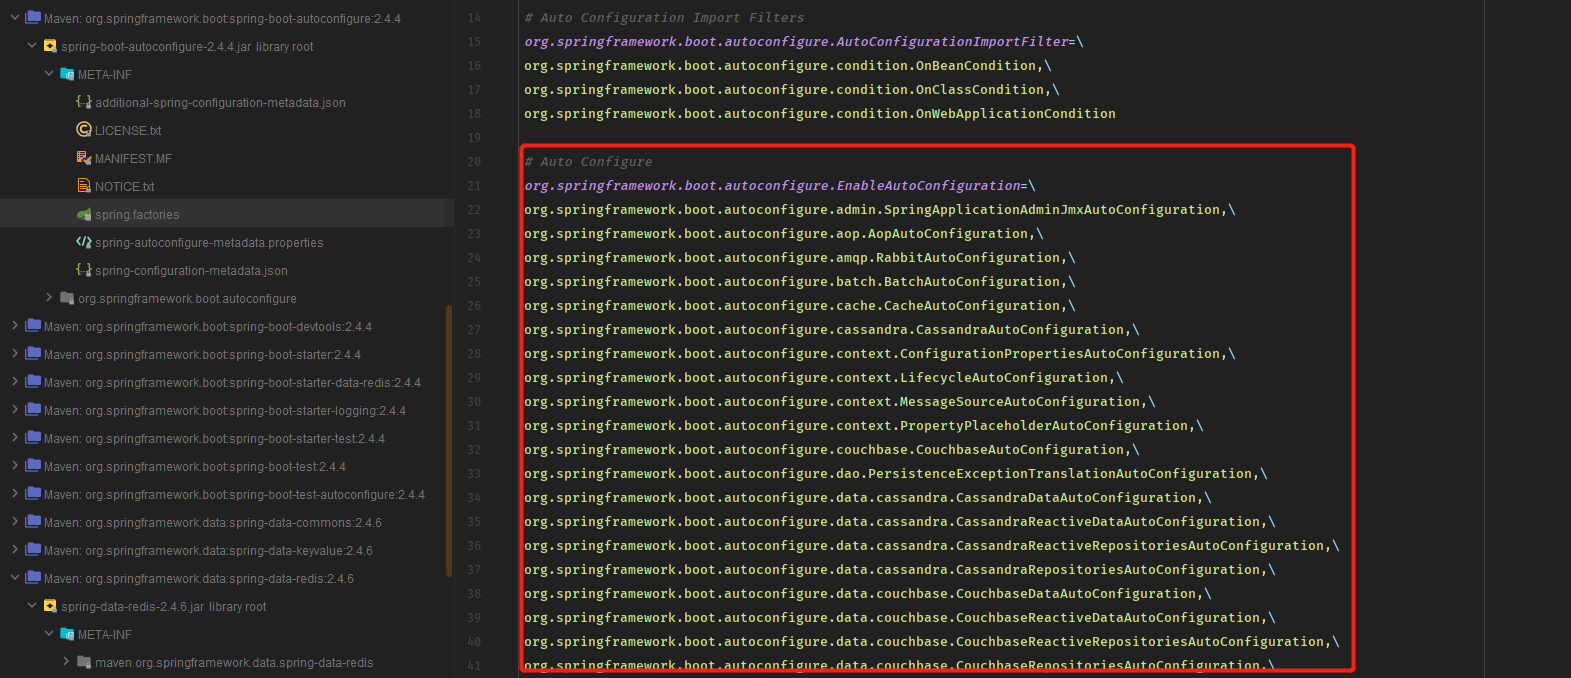 Maven: org.springframework.boot:spring-boot-autoconfigure:2.4.4
spring-boot-autoconfigure-2.4.4.jar library root
META-INF
additional-spring-configuration-metadata.json
LICENSE.txt
MANIFEST.MF
NOTICE.txt
spring.factories
spring-autoconfigure-metadata.properties
spring-configuration-metadata.json
org.springframework.boot.autoconfigure
Maven: org.springframework.boot:spring-boot-devtools:2.4.4
Maven: org.springframework.boot:spring-boot-starter:2.4.4
Maven: org.springframework.boot:spring-boot-starter-data-redis:2.4.4
Maven: org.springframework.boot:spring-boot-starter-logging:2.4.4
Maven: org.springframework.boot:spring-boot-starter-test:2.4.4
Maven: org.springframework.boot:spring-boot-test:2.4.4
Maven: org.springframework.boot:spring-boot-test-autoconfigure:2.4.4
Maven: org.springframework.data:spring-data-commons:2.4.6
Maven: org.springframework.data:spring-data-keyvalue:2.4.6
Maven: org.springframework.data:spring-data-redis:2.4.6
spring-data-redis-2.4.6.jar library root
META-INF
maven.org.springframework.data.spring-data-redis
14 # Auto Configuration Import Filters
15 org.springframework.boot.autoconfigure.AutoConfigurationImportFilter=\
16 org.springframework.boot.autoconfigure.condition.OnBeanCondition,\
17 org.springframework.boot.autoconfigure.condition.OnClassCondition,\
18 org.springframework.boot.autoconfigure.condition.OnWebApplicationCondition
19
20 # Auto Configure
21 org.springframework.boot.autoconfigure.EnableAutoConfiguration=\
22 org.springframework.boot.autoconfigure.admin.SpringApplicationAdminJmxAutoConfiguration,\
23 org.springframework.boot.autoconfigure.aop.AopAutoConfiguration,\
24 org.springframework.boot.autoconfigure.amqp.RabbitAutoConfiguration,\
25 org.springframework.boot.autoconfigure.batch.BatchAutoConfiguration,\
26 org.springframework.boot.autoconfigure.cache.CacheAutoConfiguration,\
27 org.springframework.boot.autoconfigure.cassandra.CassandraAutoConfiguration,\
28 org.springframework.boot.autoconfigure.context.ConfigurationPropertiesAutoConfiguration,\
29 org.springframework.boot.autoconfigure.context.LifecycleAutoConfiguration,\
30 org.springframework.boot.autoconfigure.context.MessageSourceAutoConfiguration,\
31 org.springframework.boot.autoconfigure.context.PropertyPlaceholderAutoConfiguration,\
32 org.springframework.boot.autoconfigure.couchbase.CouchbaseAutoConfiguration,\
33 org.springframework.boot.autoconfigure.dao.PersistenceExceptionTranslationAutoConfiguration,\
34 org.springframework.boot.autoconfigure.data.cassandra.CassandraDataAutoConfiguration,\
35 org.springframework.boot.autoconfigure.data.cassandra.CassandraReactiveDataAutoConfiguration,\
36 org.springframework.boot.autoconfigure.data.cassandra.CassandraReactiveRepositoriesAutoConfiguration,\
37 org.springframework.boot.autoconfigure.data.cassandra.CassandraRepositoriesAutoConfiguration,\
38 org.springframework.boot.autoconfigure.data.couchbase.CouchbaseDataAutoConfiguration,\
39 org.springframework.boot.autoconfigure.data.couchbase.CouchbaseReactiveDataAutoConfiguration,\
40 org.springframework.boot.autoconfigure.data.couchbase.CouchbaseReactiveRepositoriesAutoConfiguration,\
41 org.springframework.boot.autoconfigure.data.couchbase.CouchbaseRepositoriesAutoConfiguration,\